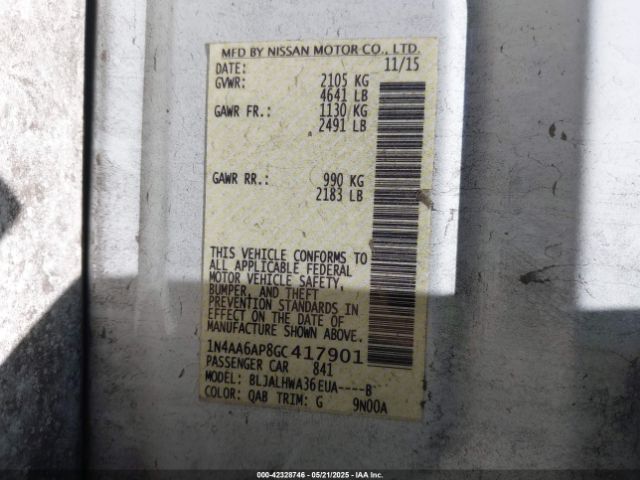 MFD BY NISSAN MOTOR CO., LTD.
DATE: 11/15
GVWR: 2105 KG
4641 LB
GAWR FR.: 1130 KG
2491 LB
GAWR RR.: 990 KG
2183 LB
THIS VEHICLE CONFORMS TO
ALL APPLICABLE FEDERAL
MOTOR VEHICLE SAFETY,
BUMPER, AND THEFT
PREVENTION STANDARDS IN
EFFECT ON THE DATE OF
MANUFACTURE SHOWN ABOVE.
1N4AA6AP8GC417901
PASSENGER CAR 841
MODEL: BLJALHWA36EUA----B
COLOR: QAB TRIM: G 9N00A
00-42328746 - 05/21/2025 - IAA Inc.